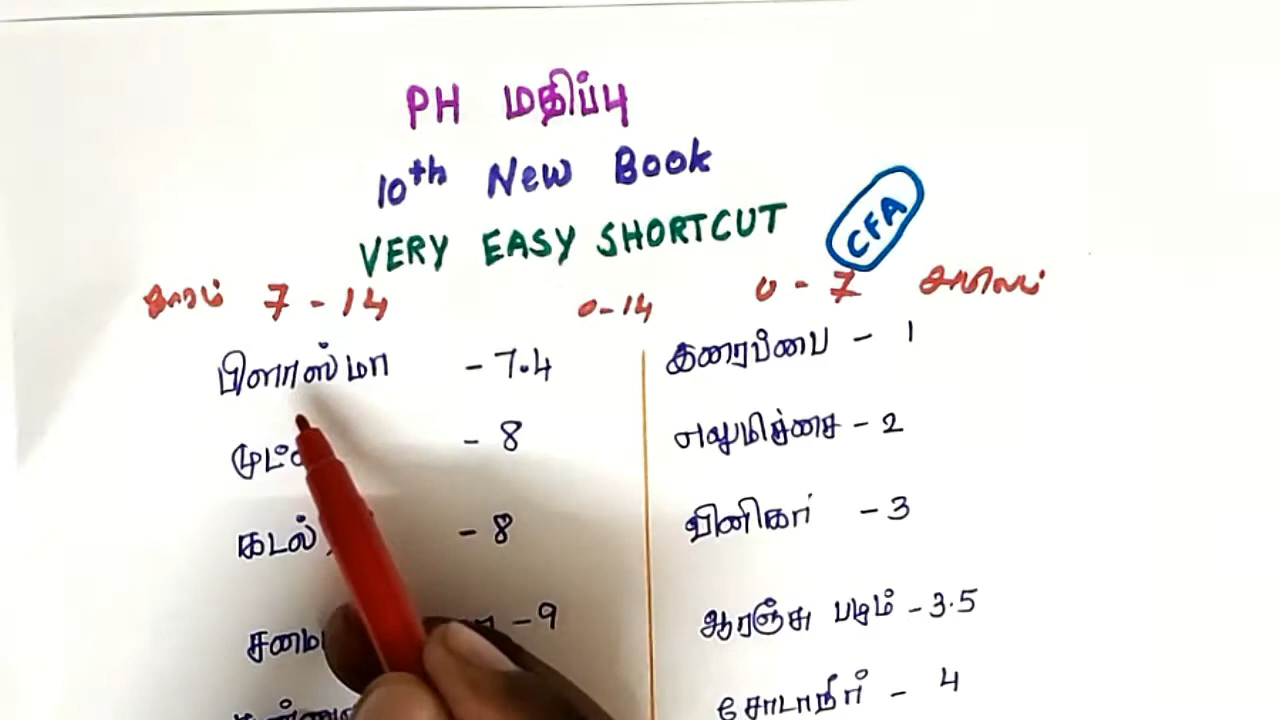 PH மதிப்பு
10th New Book
VERY EASY SHORTCUT
CFA
காரம் 7 - 14
0-14
0 - 7 அமிலம்
பிளாஸ்மா - 7.4
- 8
கடல் - 8
- 9
இரைப்பை - 1
எலுமிச்சை - 2
வினிகர் - 3
ஆரஞ்சு பழம் - 3.5
சோடாநீர் - 4